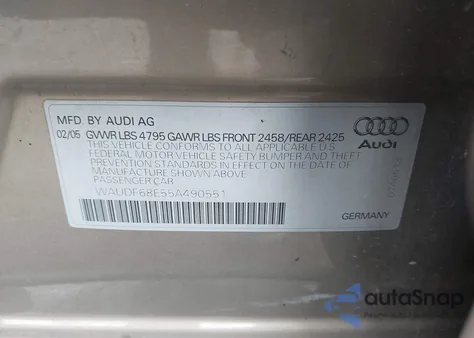 MFD. BY AUDI AG
02/05 GVWR LBS 4795 GAWR LBS FRONT 2458/REAR 2425
THIS VEHICLE CONFORMS TO ALL APPLICABLE U.S.
FEDERAL MOTOR VEHICLE SAFETY BUMPER AND THEFT
PREVENTION STANDARDS IN EFFECT ON THE DATE OF
MANUFACTURE SHOWN ABOVE.
PASSENGER CAR
WAUDF68E55A490551
Audi
GERMANY
autoSnap